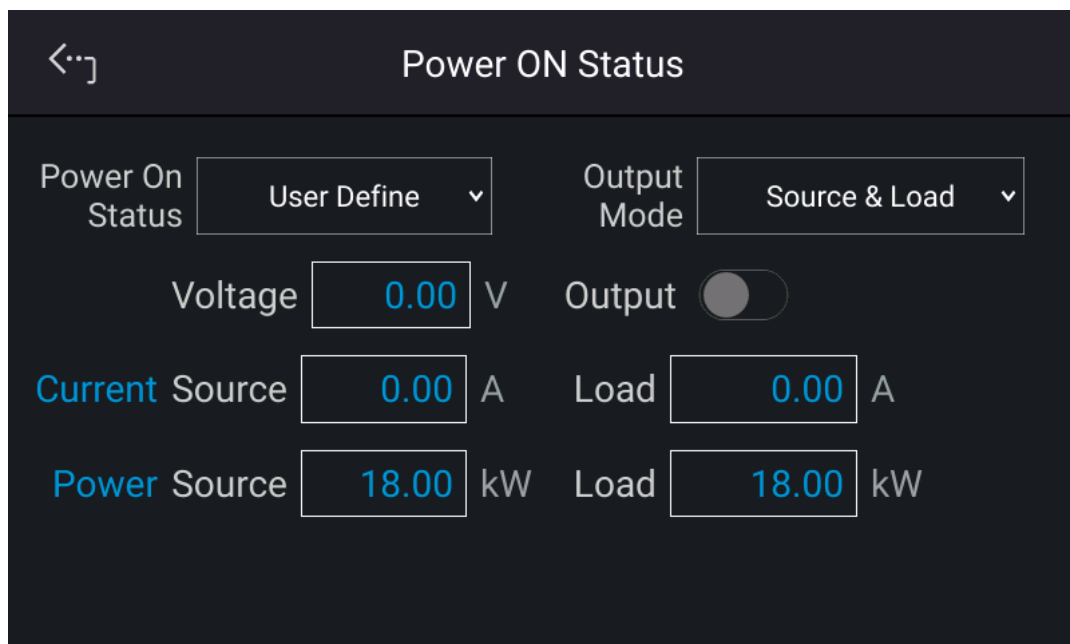 Power ON Status
Power On
Status
User Define
Output
Mode
Source & Load
Voltage 0.00 V Output
Current Source 0.00 A Load 0.00 A
Power Source 18.00 kW Load 18.00 kW